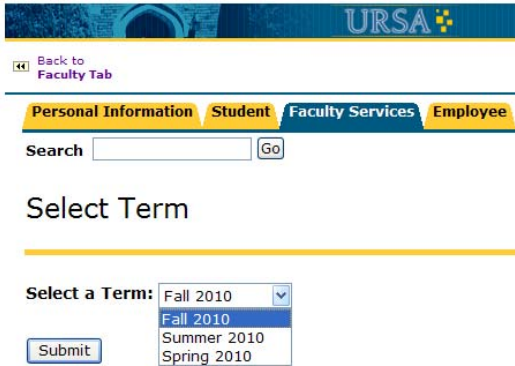 URSA
Back to
Faculty Tab
Personal Information Student Faculty Services Employee
Search Go
Select Term
Select a Term: Fall 2010
Fall 2010
Summer 2010
Submit Spring 2010